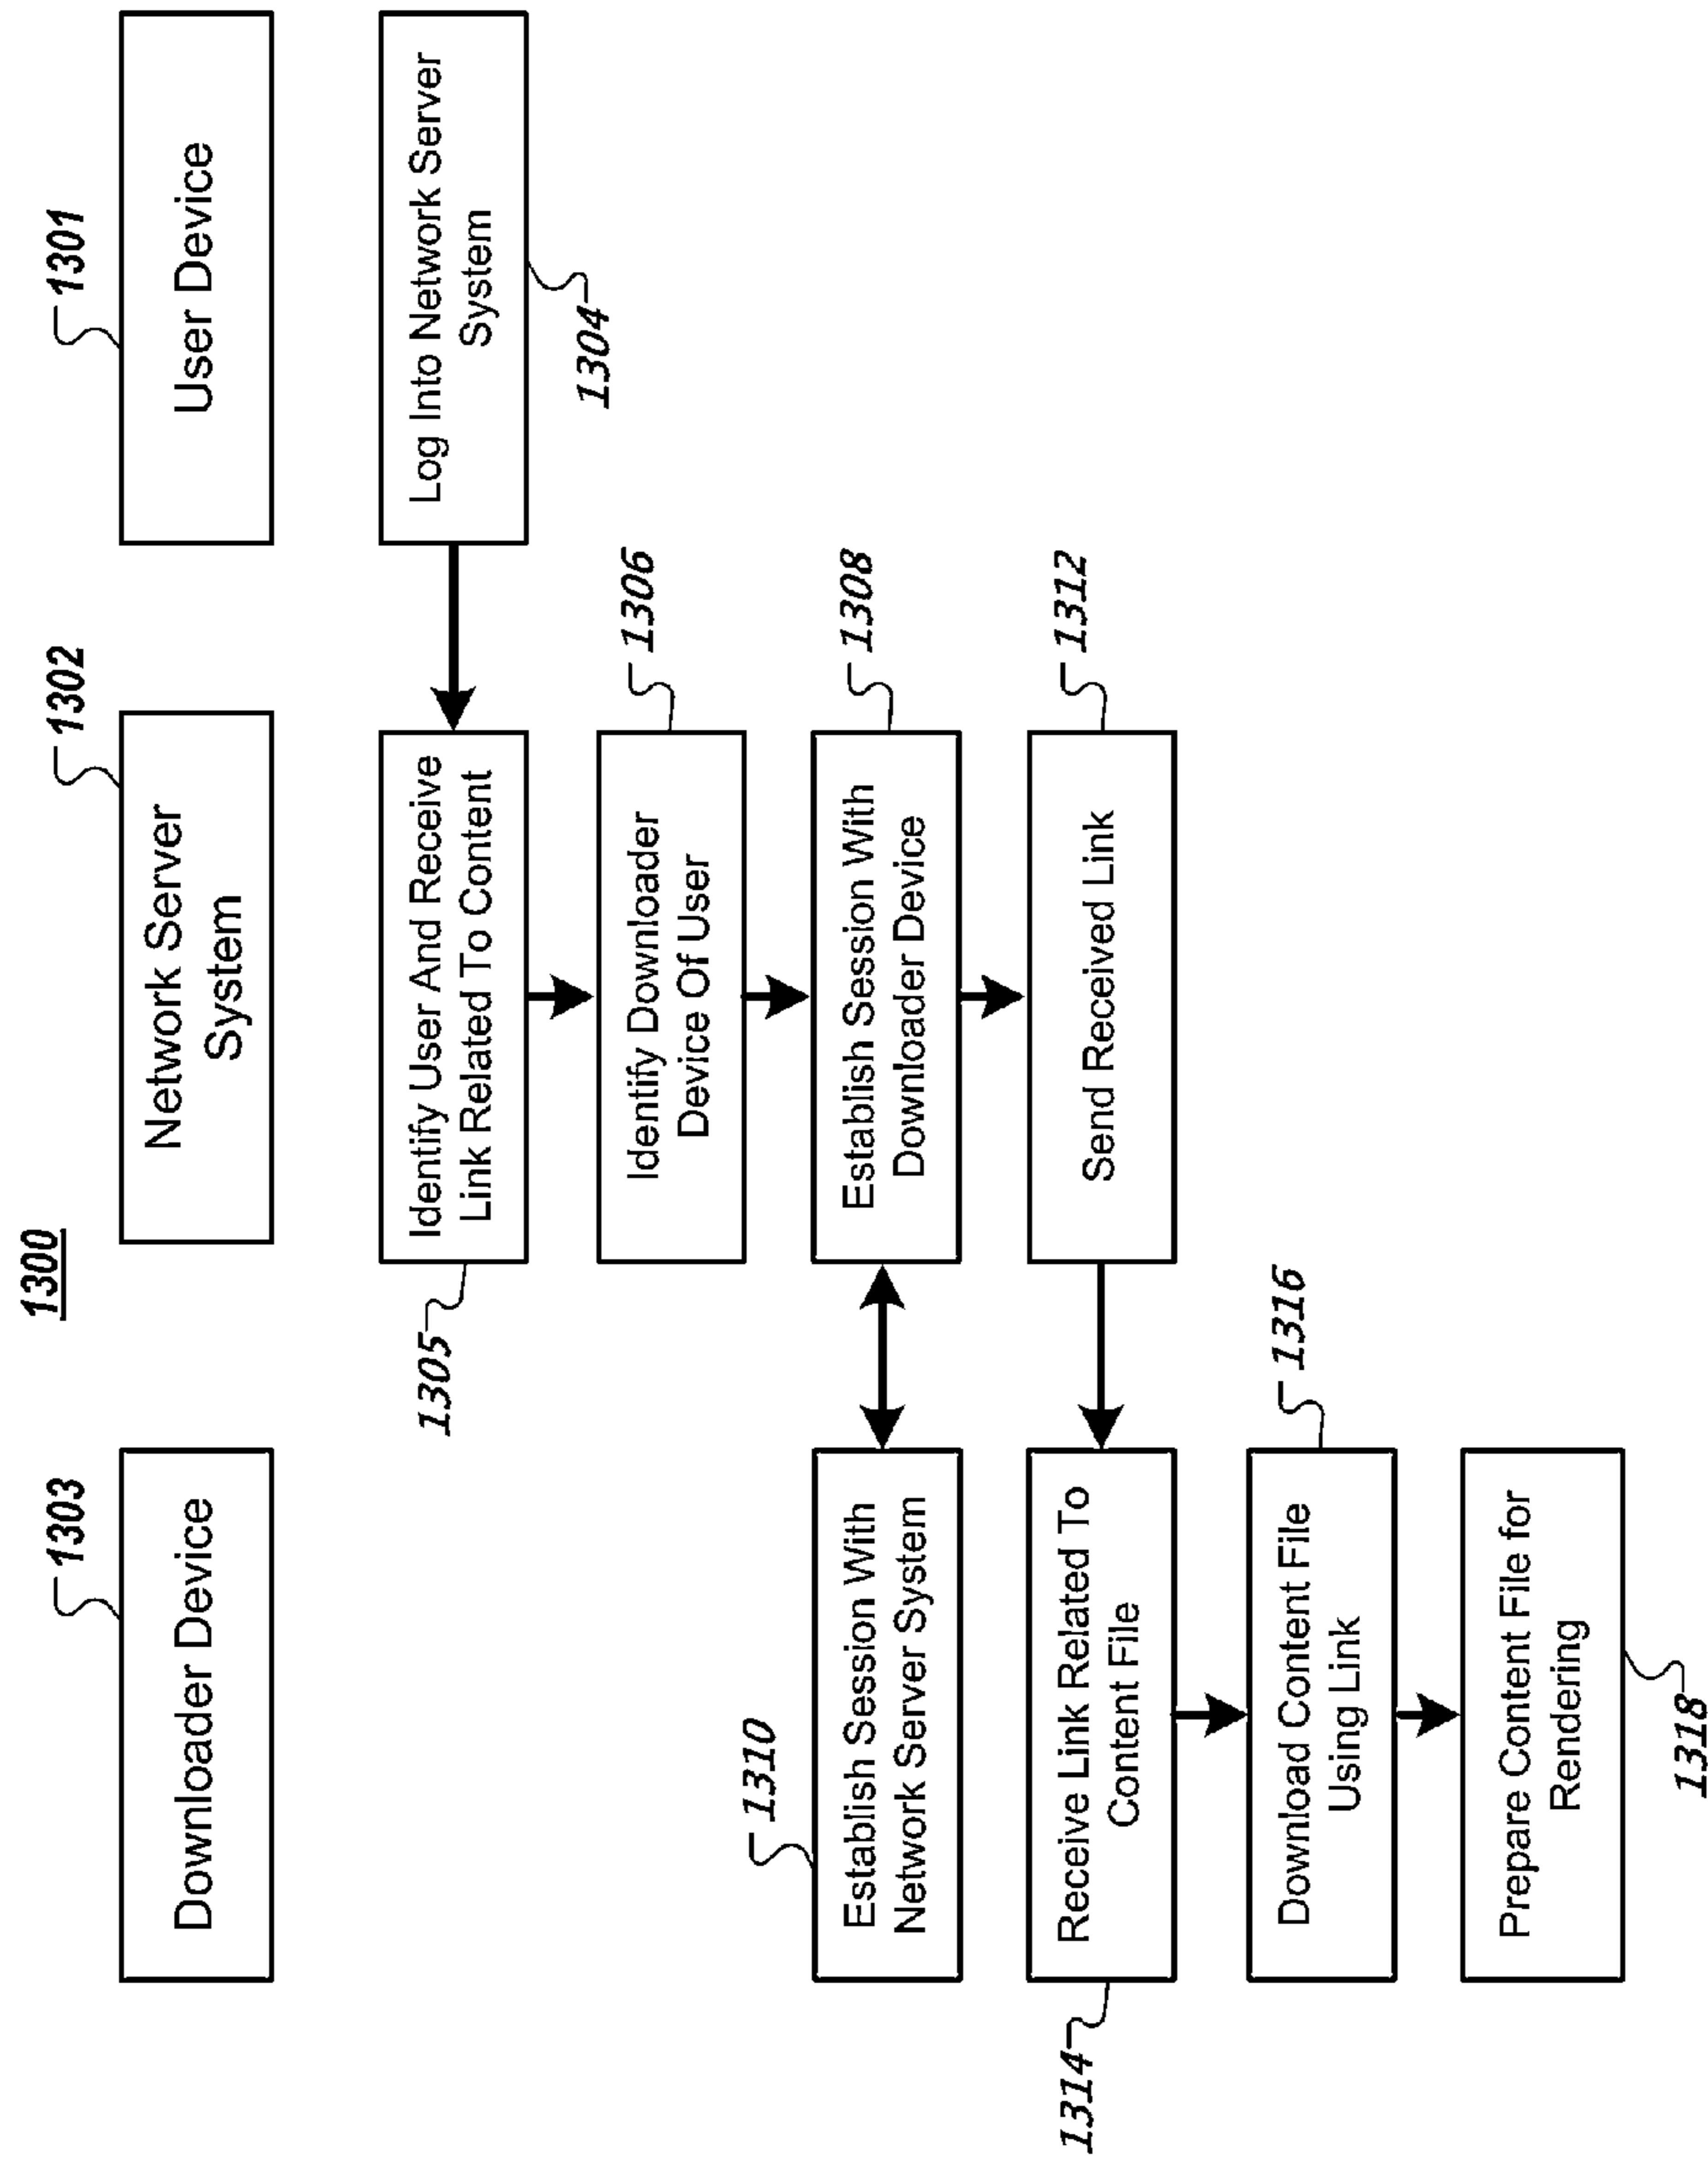 1300
1303
1302
1301
Downloader Device
Network Server
System
User Device
1305
Identify User And Receive
Link Related To Content
Log Into Network Server
System
1304
Identify Downloader
Device Of User
1306
1310
Establish Session With
Network Server System
Establish Session With
Downloader Device
1308
1314
Receive Link Related To
Content File
Send Received Link
1312
Download Content File
Using Link
1316
Prepare Content File for
Rendering
1318